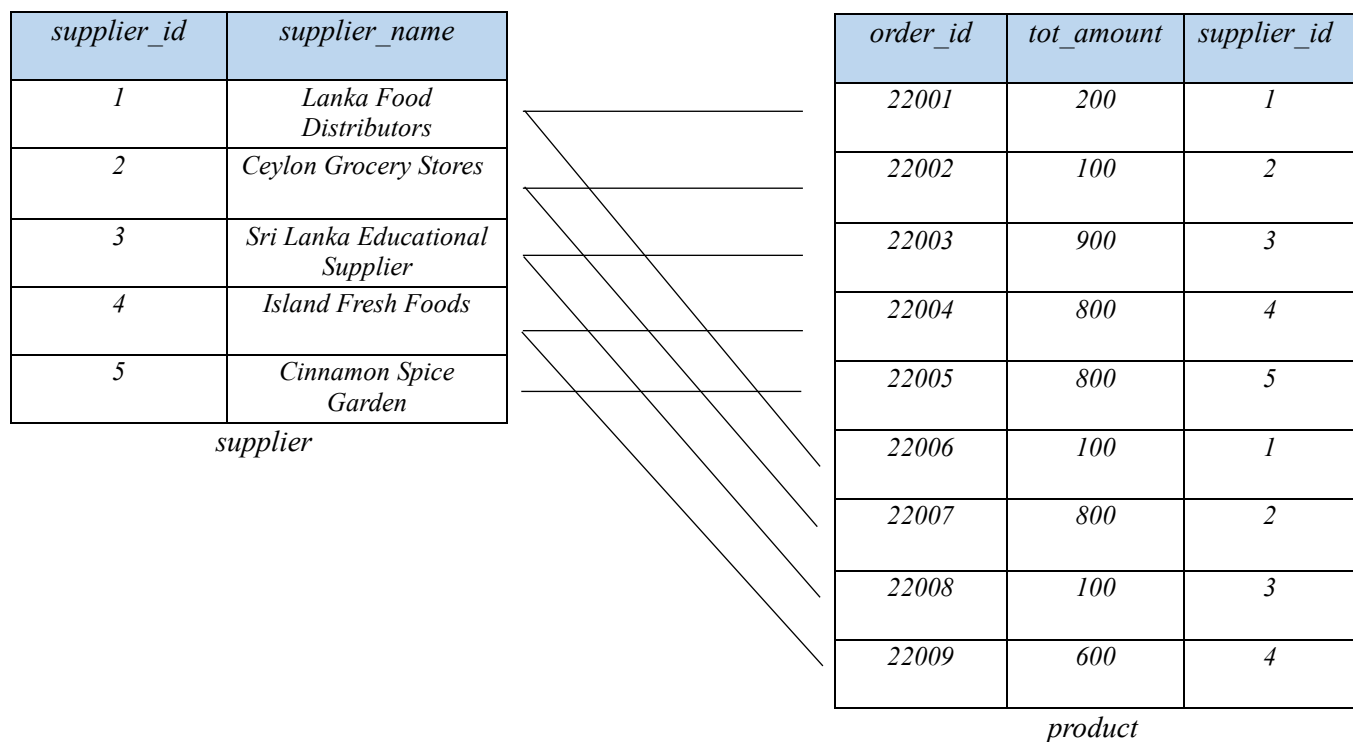 supplier_id supplier_name
1 Lanka Food
Distributors
2 Ceylon Grocery Stores
3 Sri Lanka Educational
Supplier
4 Island Fresh Foods
5 Cinnamon Spice
Garden
supplier
order_id tot_amount supplier_id
22001 200 1
22002 100 2
22003 900 3
22004 800 4
22005 800 5
22006 100 1
22007 800 2
22008 100 3
22009 600 4
product